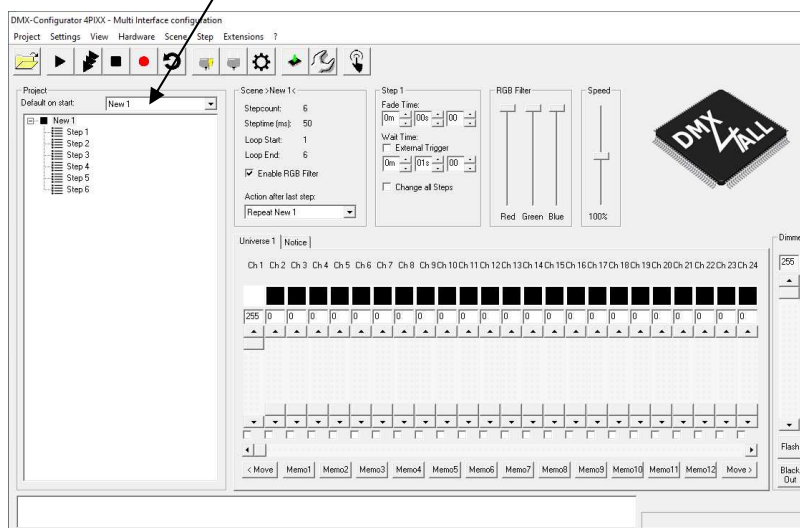 DMX-Configurator 4PIXX - Multi Interface configuration
Project Settings View Hardware Scene Step Extensions ?
Project
Default on start: New 1
New 1
Step 1
Step 2
Step 3
Step 4
Step 5
Step 6
Scene >New 1<
Stepcount: 6
Steptime (ms): 50
Loop Start: 1
Loop End: 6
Enable RGB Filter
Action after last step:
Repeat New 1
Step 1
Fade Time:
0m 00s 00
Wait Time:
External Trigger
0m 01s 00
Change all Steps
RGB Filter
Red Green Blue
Speed
100%
DMX
4ALL
Universe 1 Notice
Ch 1 Ch 2 Ch 3 Ch 4 Ch 5 Ch 6 Ch 7 Ch 8 Ch 9 Ch 10 Ch 11 Ch 12 Ch 13 Ch 14 Ch 15 Ch 16 Ch 17 Ch 18 Ch 19 Ch 20 Ch 21 Ch 22 Ch 23 Ch 24
255 0 0 0 0 0 0 0 0 0 0 0 0 0 0 0 0 0 0 0 0 0 0 0
< Move Memo1 Memo2 Memo3 Memo4 Memo5 Memo6 Memo7 Memo8 Memo9 Memo10 Memo11 Memo12 Move >
Dimme
255
Flash
Black
Out